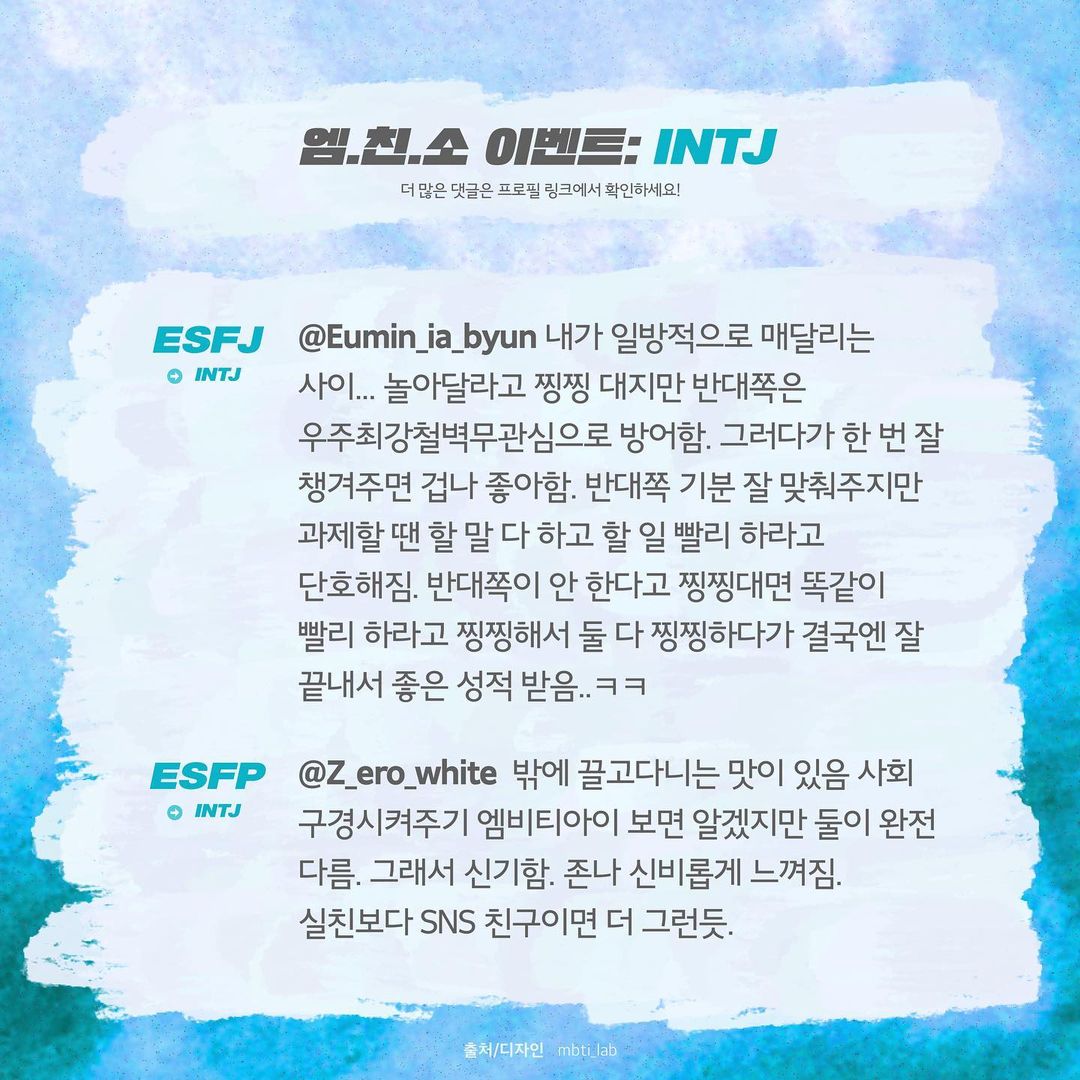 엠.친.소 이벤트: INTJ
더 많은 댓글은 프로필 링크에서 확인하세요!
ESFJ
INTJ
@Eumin_ia_byun 내가 일방적으로 매달리는
사이... 놀아달라고 찡찡 대지만 반대쪽은
우주최강철벽무관심으로 방어함. 그러다가 한 번 잘
챙겨주면 겁나 좋아함. 반대쪽 기분 잘 맞춰주지만
과제할 땐 할 말 다 하고 할 일 빨리 하라고
단호해짐. 반대쪽이 안 한다고 찡찡대면 똑같이
빨리 하라고 찡찡해서 둘 다 찡찡하다가 결국엔 잘
끝내서 좋은 성적 받음..ㅋㅋ
ESFP
INTJ
@Z_ero_white 밖에 끌고다니는 맛이 있음 사회
구경시켜주기 엠비티아이 보면 알겠지만 둘이 완전
다름. 그래서 신기함. 존나 신비롭게 느껴짐.
실친보다 SNS 친구이면 더 그런듯.
출처/디자인 mbti_lab